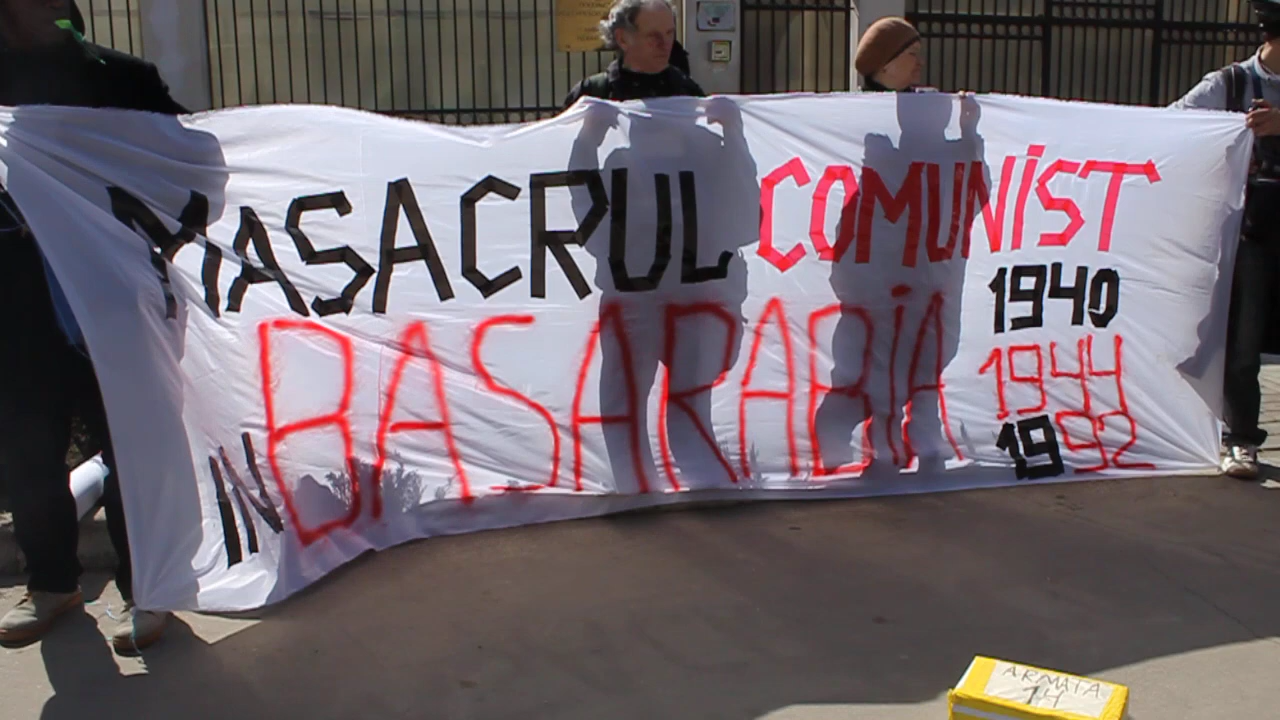 MASACRUL COMUNIST
IN BASARABIA
1940
1944
1992
ARMATA
14